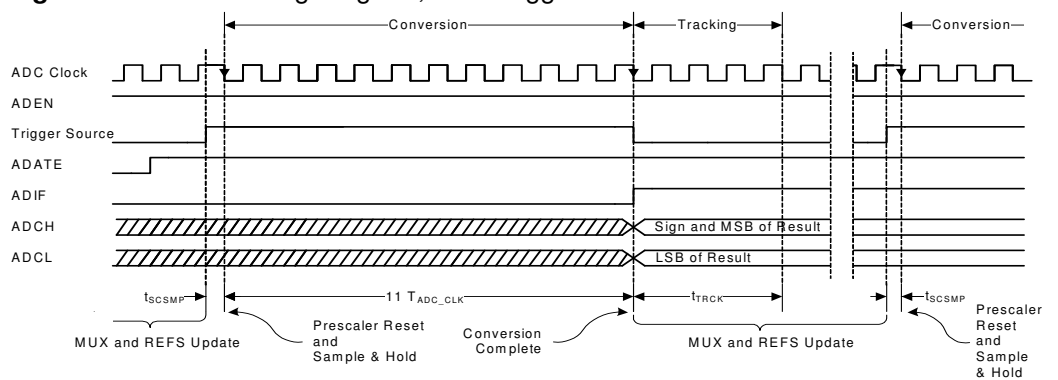 Conversion
Tracking
Conversion
ADC Clock
ADEN
Trigger Source
ADATE
ADIF
ADCH
Sign and MSB of Result
ADCL
LSB of Result
tSCSMP
11 TADC_CLK
tTRCK
tSCSMP
MUX and REFS Update
Prescaler Reset
and
Sample & Hold
Conversion
Complete
MUX and REFS Update
Prescaler
Reset
and
Sample
& Hold